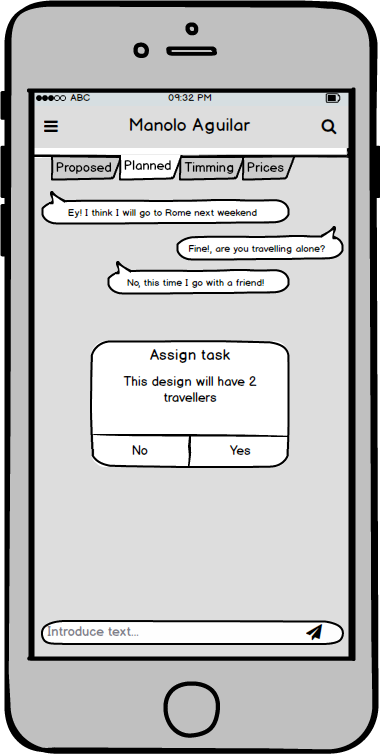 ABC 09:32 PM
Manolo Aguilar
Proposed Planned Timming Prices
Ey! I think I will go to Rome next weekend
Fine!, are you travelling alone?
No, this time I go with a friend!
Assign task
This design will have 2
travellers
No Yes
Introduce text...